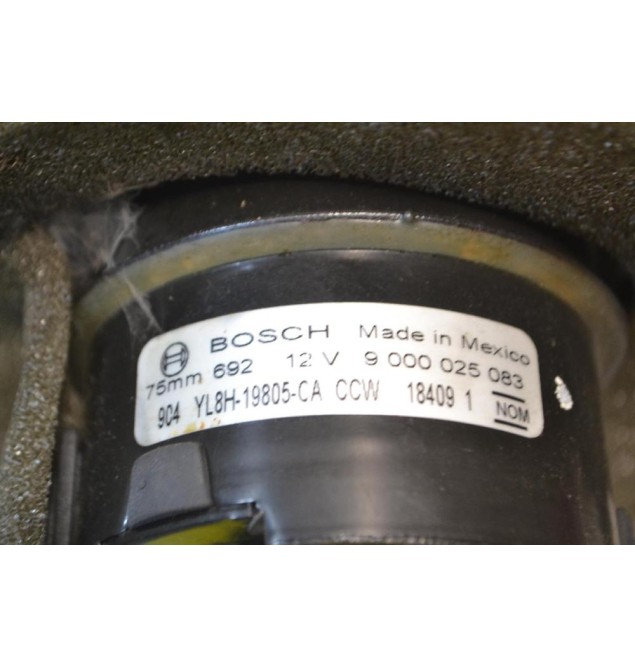 BOSCH Made in Mexico
75mm 692 12 V 9 000 025 083
904 YL8H-19805-CA CCW 18409 1 NOM